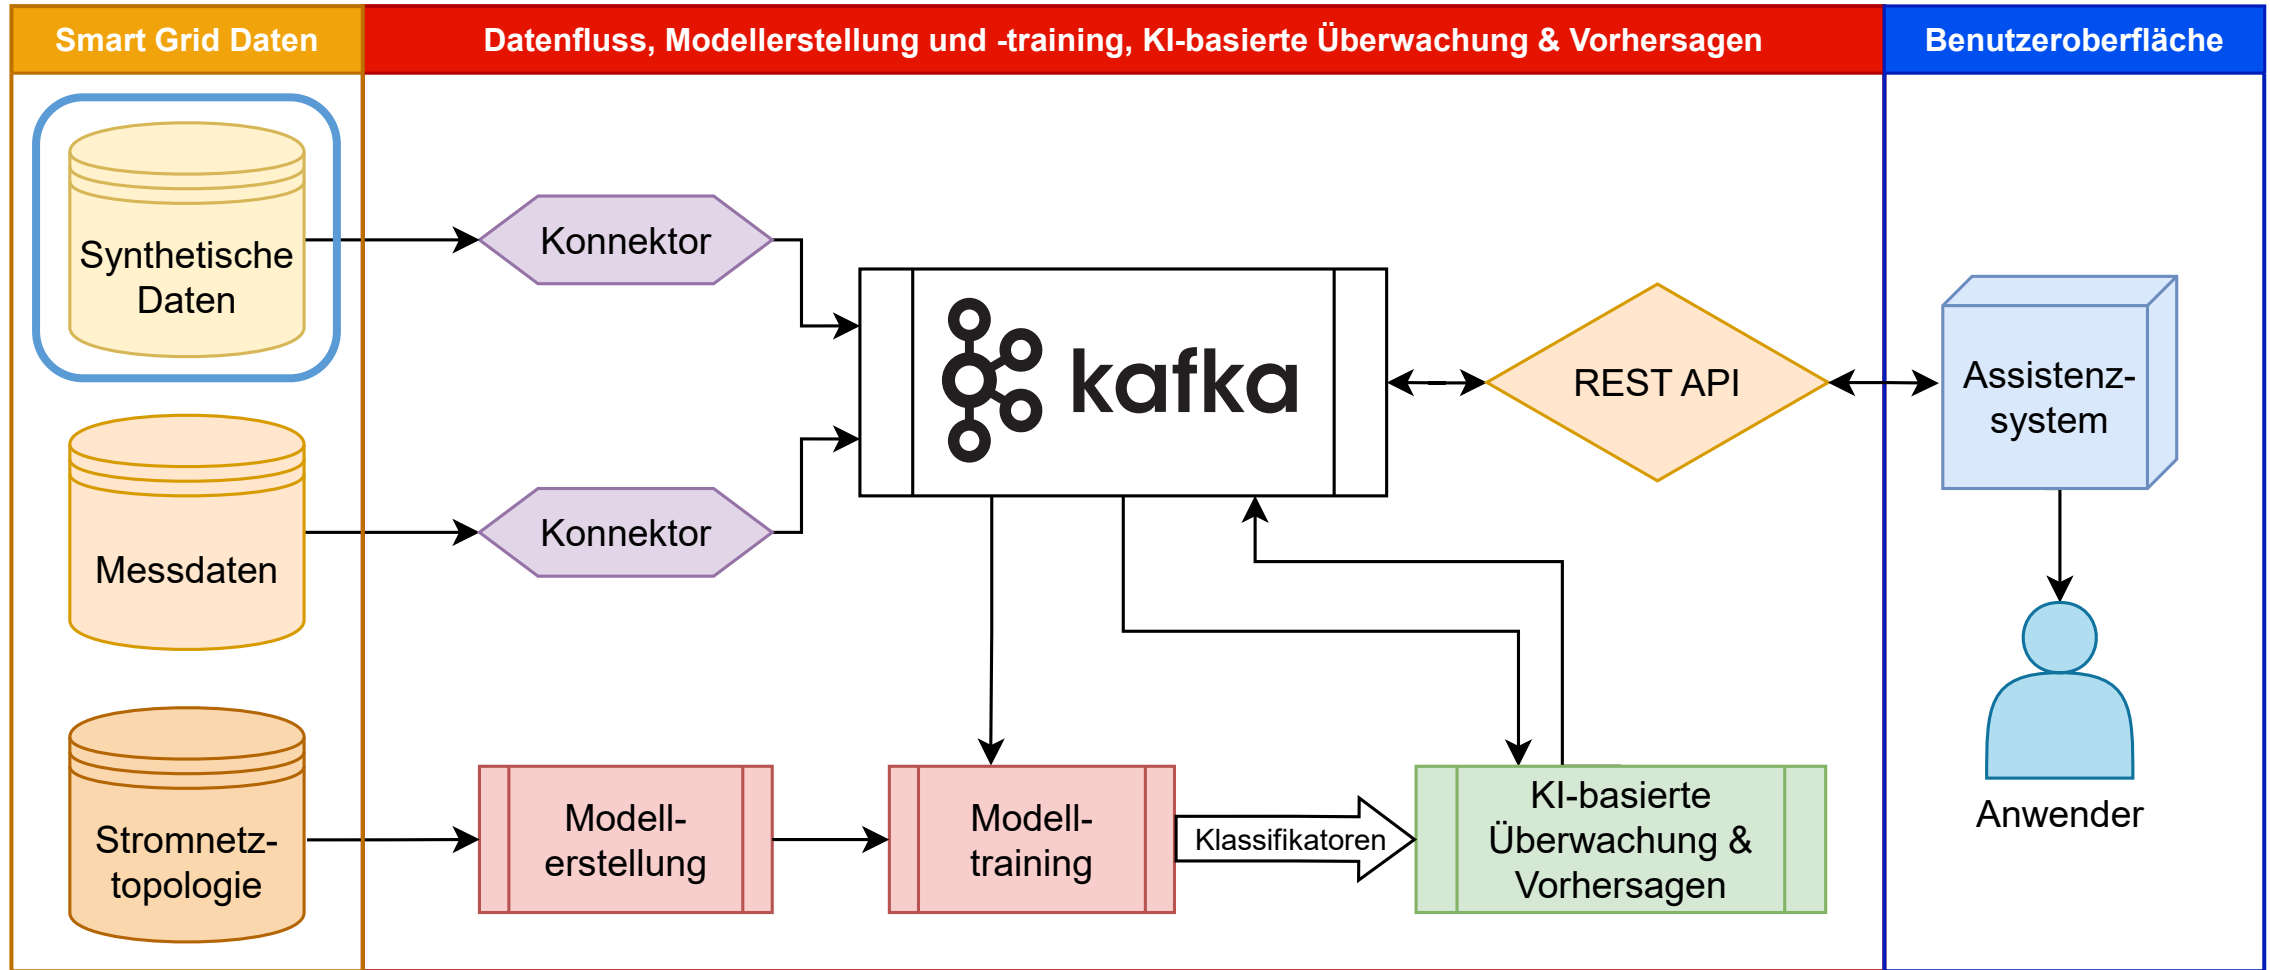 Smart Grid Daten
Datenfluss, Modellerstellung und -training, KI-basierte Überwachung & Vorhersagen
Benutzeroberfläche
Synthetische
Daten
Konnektor
kafka
REST API
Assistenz-
system
Messdaten
Konnektor
Stromnetz-
topologie
Modell-
erstellung
Modell-
training
Klassifikatoren
KI-basierte
Überwachung &
Vorhersagen
Anwender